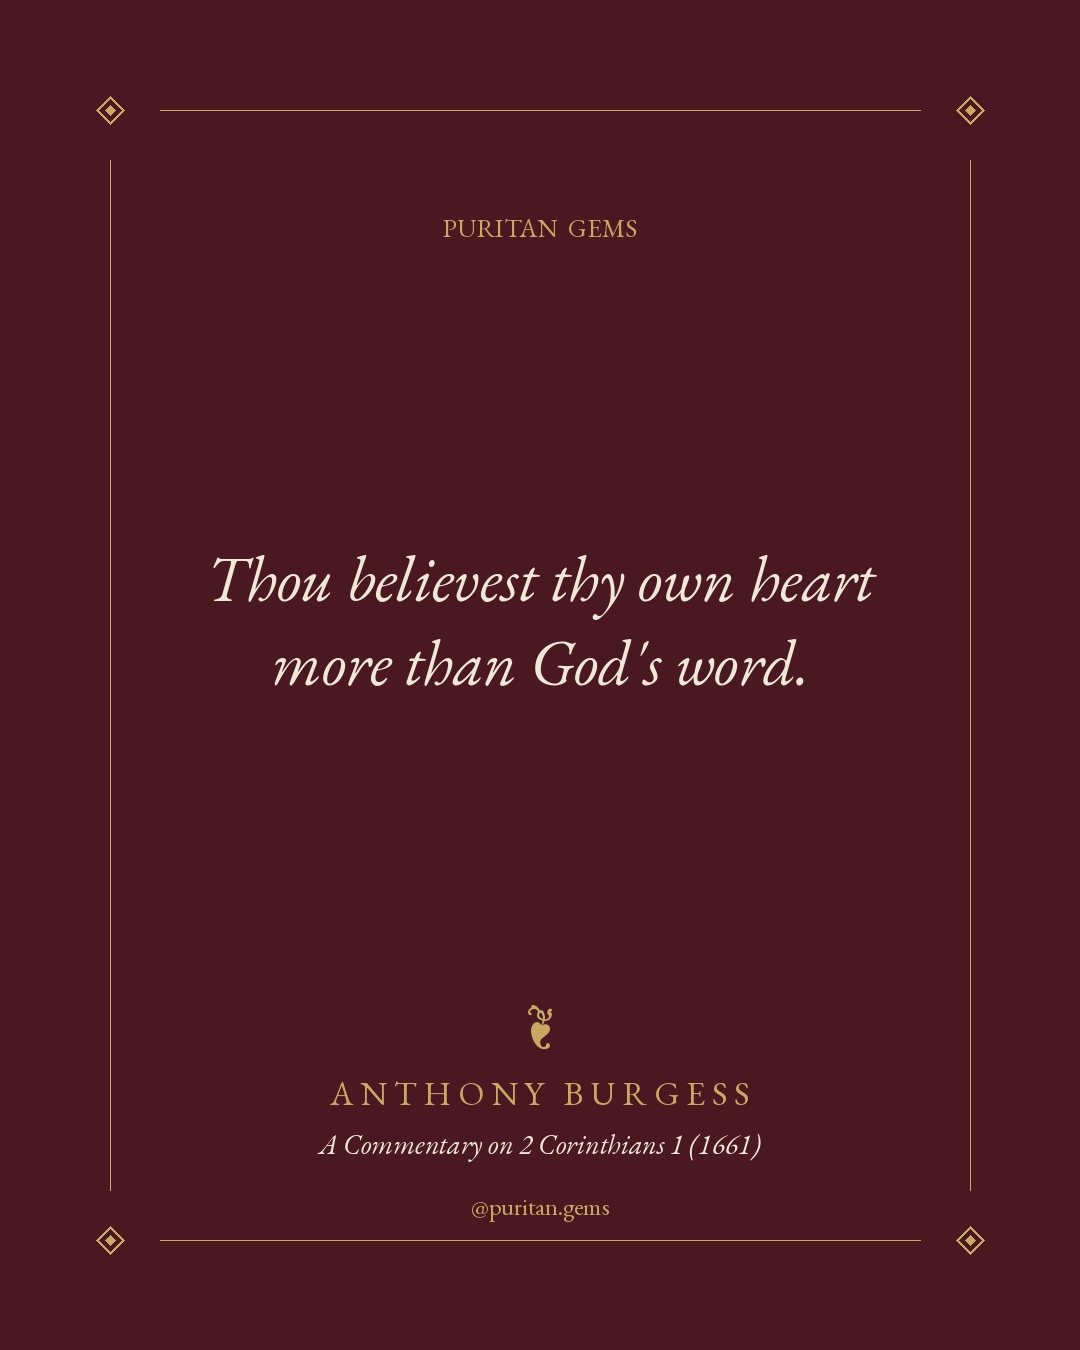 PURITAN GEMS
Thou believest thy own heart
more than God's word.
ANTHONY BURGESS
A Commentary on 2 Corinthians 1 (1661)
@puritan.gems